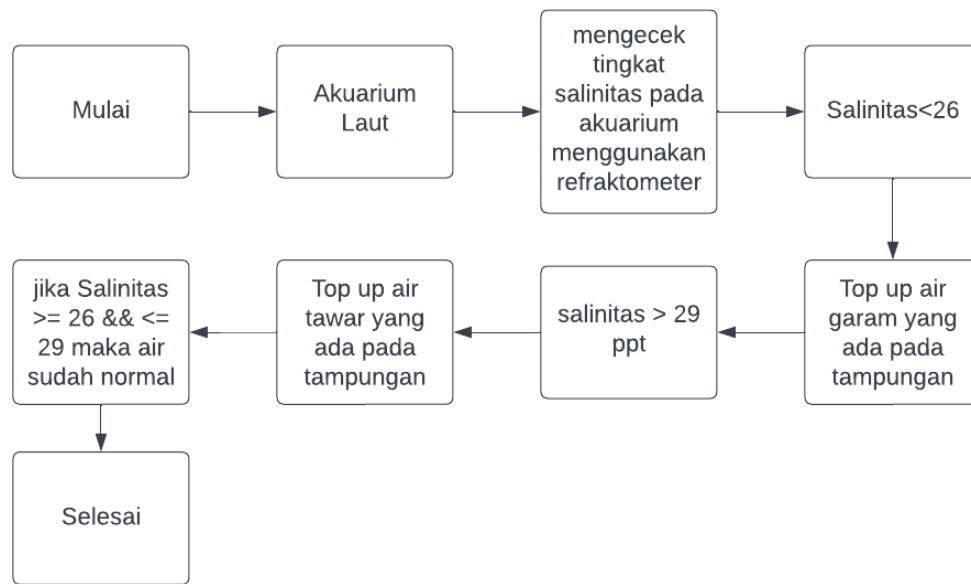 Mulai
Akuarium
Laut
mengecek
tingkat
salinitas pada
akuarium
menggunakan
refraktometer
Salinitas<26
Top up air
garam yang
ada pada
tampungan
salinitas > 29
ppt
Top up air
tawar yang
ada pada
tampungan
jika Salinitas
>= 26 && <=
29 maka air
sudah normal
Selesai